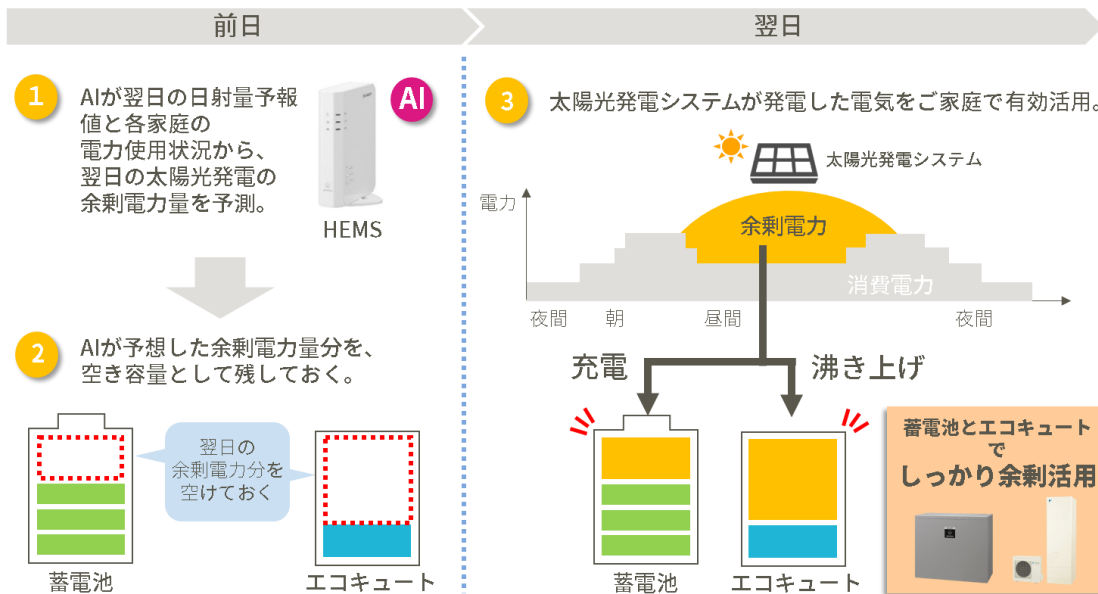 前日
翌日
1
AIが翌日の日射量予報
値と各家庭の
電力使用状況から、
翌日の太陽光発電の
余剰電力量を予測。
AI
HEMS
2
AIが予想した余剰電力量分を、
空き容量として残しておく。
翌日の
余剰電力分を
空けておく
蓄電池
エコキュート
3
太陽光発電システムが発電した電気をご家庭で有効活用。
太陽光発電システム
電力
余剰電力
消費電力
夜間
朝
昼間
夜間
充電
沸き上げ
蓄電池
エコキュート
蓄電池とエコキュート
で
しっかり余剰活用